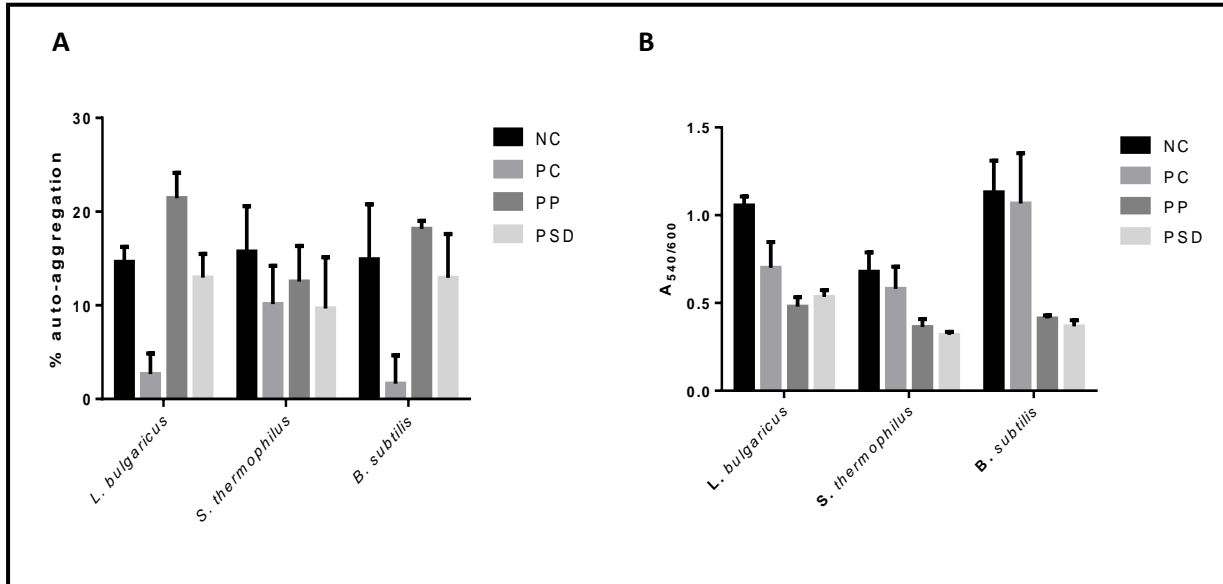 A
B
% auto-aggregation
30
20
10
0
L. bulgaricus
S. thermophilus
B. subtilis
NC
PC
PP
PSD
A540/600
1.5
1.0
0.5
0.0
L. bulgaricus
S. thermophilus
B. subtilis
NC
PC
PP
PSD